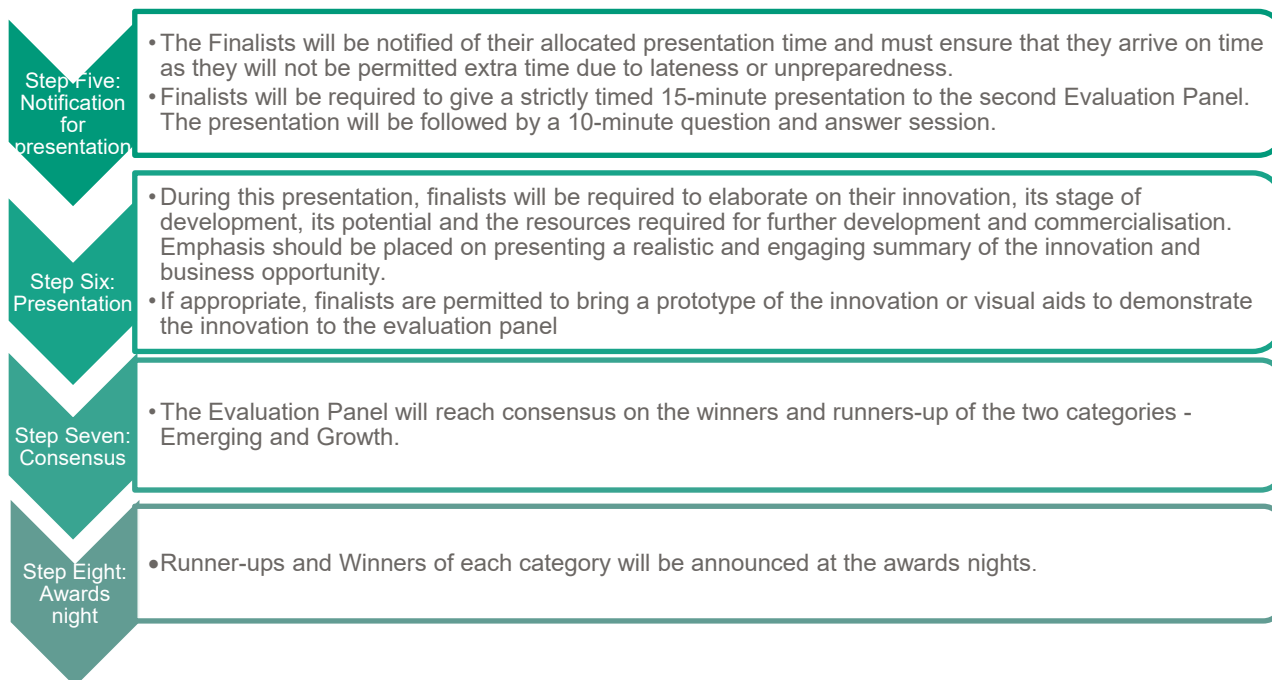 Step Five:
Notification
for
presentation
• The Finalists will be notified of their allocated presentation time and must ensure that they arrive on time
as they will not be permitted extra time due to lateness or unpreparedness.
• Finalists will be required to give a strictly timed 15-minute presentation to the second Evaluation Panel.
The presentation will be followed by a 10-minute question and answer session.
Step Six:
Presentation
• During this presentation, finalists will be required to elaborate on their innovation, its stage of
development, its potential and the resources required for further development and commercialisation.
Emphasis should be placed on presenting a realistic and engaging summary of the innovation and
business opportunity.
• If appropriate, finalists are permitted to bring a prototype of the innovation or visual aids to demonstrate
the innovation to the evaluation panel
Step Seven:
Consensus
• The Evaluation Panel will reach consensus on the winners and runners-up of the two categories -
Emerging and Growth.
Step Eight:
Awards
night
•Runner-ups and Winners of each category will be announced at the awards nights.